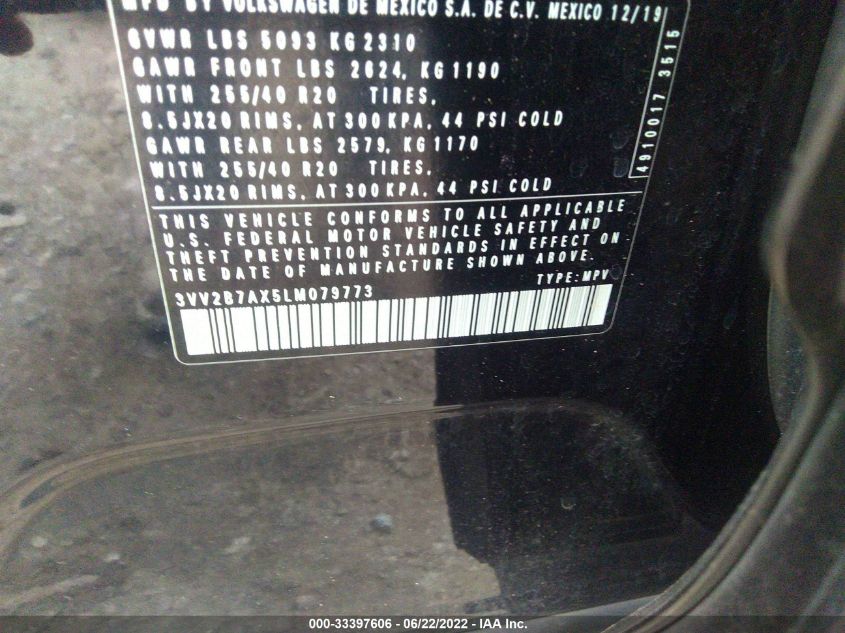 MFD BY VOLKSWAGEN DE MEXICO S.A. DE C.V. MEXICO 12/19
GVWR LBS 5093 KG 2310
GAWR FRONT LBS 2624, KG 1190
WITH 255/40 R20 TIRES,
8.5JX20 RIMS, AT 300 KPA, 44 PSI COLD
GAWR REAR LBS 2579, KG 1170
WITH 255/40 R20 TIRES,
8.5JX20 RIMS, AT 300 KPA, 44 PSI COLD
4910017 3515
THIS VEHICLE CONFORMS TO ALL APPLICABLE
U.S. FEDERAL MOTOR VEHICLE SAFETY AND
THEFT PREVENTION STANDARDS IN EFFECT ON
THE DATE OF MANUFACTURE SHOWN ABOVE.
TYPE: MPV
3VV2B7AX5LM079773
000-33397606 - 06/22/2022 - IAA Inc.